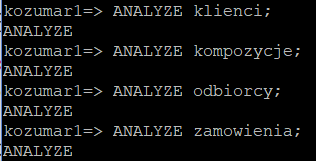 kozumar1=> ANALYZE klienci;
ANALYZE
kozumar1=> ANALYZE kompozycje;
ANALYZE
kozumar1=> ANALYZE odbiorcy;
ANALYZE
kozumar1=> ANALYZE zamowienia;
ANALYZE